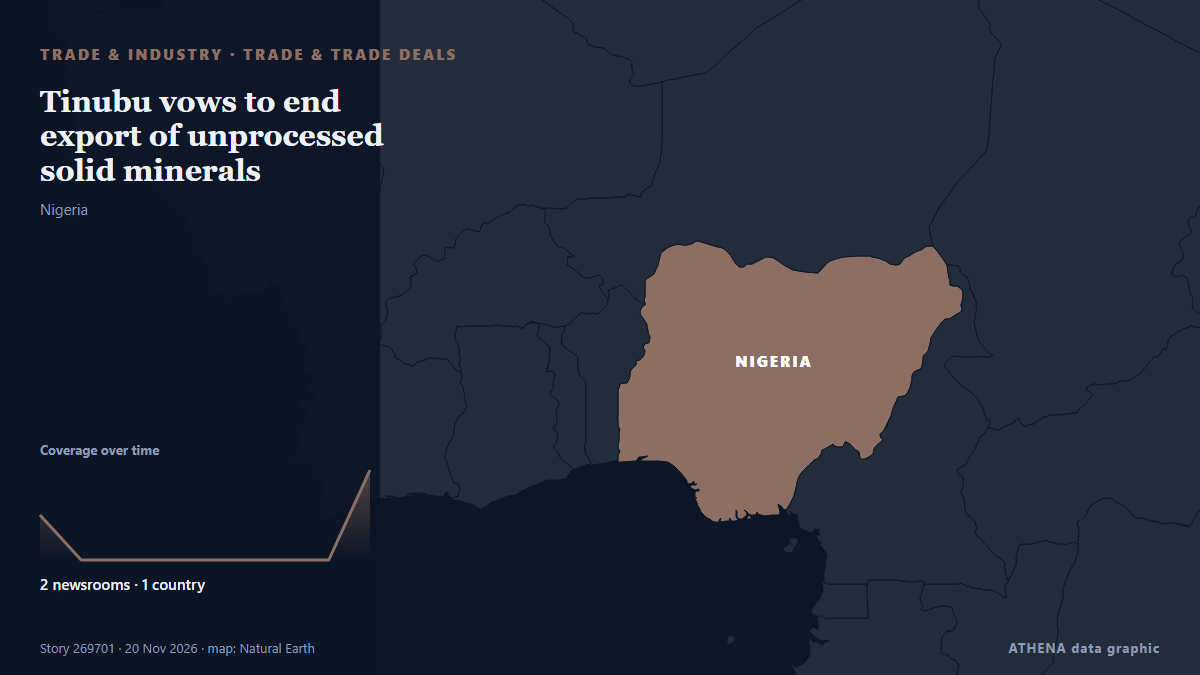 TRADE & INDUSTRY · TRADE & TRADE DEALS
Tinubu vows to end
export of unprocessed
solid minerals
Nigeria
NIGERIA
Coverage over time
2 newsrooms · 1 country
Story 269701 · 20 Nov 2026 · map: Natural Earth
ATHENA data graphic